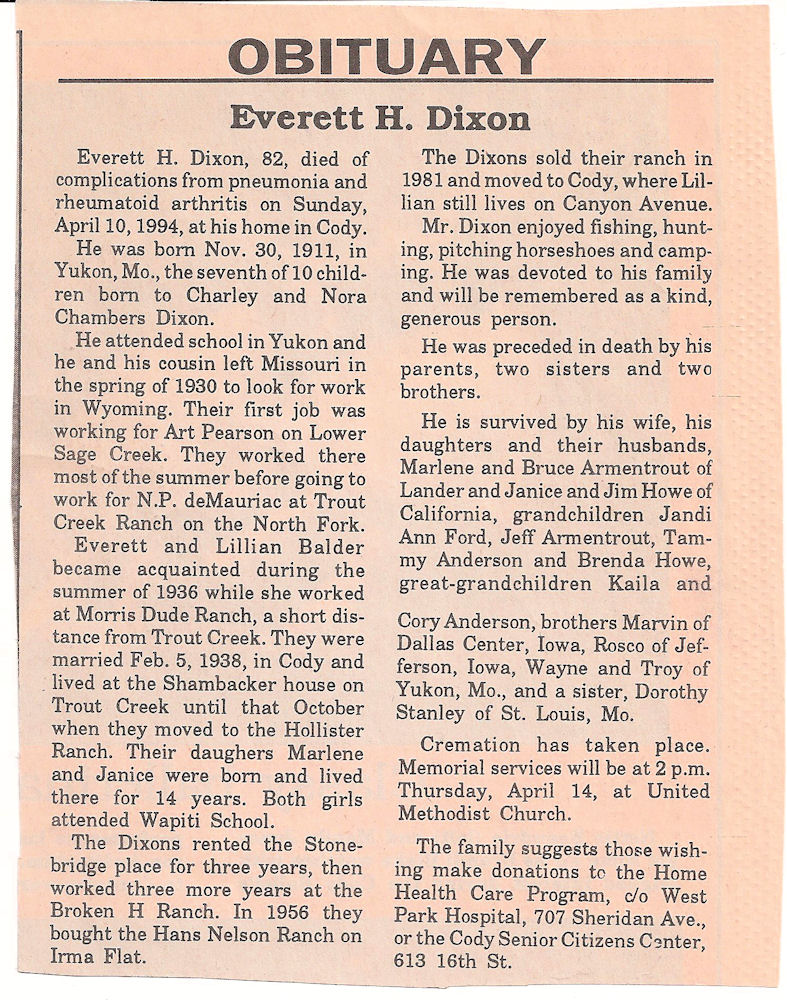 OBITUARY
Everett H. Dixon
Everett H. Dixon, 82, died of
complications from pneumonia and
rheumatoid arthritis on Sunday,
April 10, 1994, at his home in Cody.
He was born Nov. 30, 1911, in
Yukon, Mo., the seventh of 10 child-
ren born to Charley and Nora
Chambers Dixon.
He attended school in Yukon and
he and his cousin left Missouri in
the spring of 1930 to look for work
in Wyoming. Their first job was
working for Art Pearson on Lower
Sage Creek. They worked there
most of the summer before going to
work for N.P. deMauriac at Trout
Creek Ranch on the North Fork.
Everett and Lillian Balder
became acquainted during the
summer of 1936 while she worked
at Morris Dude Ranch, a short dis-
tance from Trout Creek. They were
married Feb. 5, 1938, in Cody and
lived at the Shambacker house on
Trout Creek until that October
when they moved to the Hollister
Ranch. Their daughers Marlene
and Janice were born and lived
there for 14 years. Both girls
attended Wapiti School.
The Dixons rented the Stone-
bridge place for three years, then
worked three more years at the
Broken H Ranch. In 1956 they
bought the Hans Nelson Ranch on
Irma Flat.
The Dixons sold their ranch in
1981 and moved to Cody, where Lil-
lian still lives on Canyon Avenue.
Mr. Dixon enjoyed fishing, hunt-
ing, pitching horseshoes and camp-
ing. He was devoted to his family
and will be remembered as a kind,
generous person.
He was preceded in death by his
parents, two sisters and two
brothers.
He is survived by his wife, his
daughters and their husbands,
Marlene and Bruce Armentrout of
Lander and Janice and Jim Howe of
California, grandchildren Jandi
Ann Ford, Jeff Armentrout, Tam-
my Anderson and Brenda Howe,
great-grandchildren Kaila and
Cory Anderson, brothers Marvin of
Dallas Center, Iowa, Rosco of Jef-
ferson, Iowa, Wayne and Troy of
Yukon, Mo., and a sister, Dorothy
Stanley of St. Louis, Mo.
Cremation has taken place.
Memorial services will be at 2 p.m.
Thursday, April 14, at United
Methodist Church.
The family suggests those wish-
ing make donations to the Home
Health Care Program, c/o West
Park Hospital, 707 Sheridan Ave.,
or the Cody Senior Citizens Center,
613 16th St.